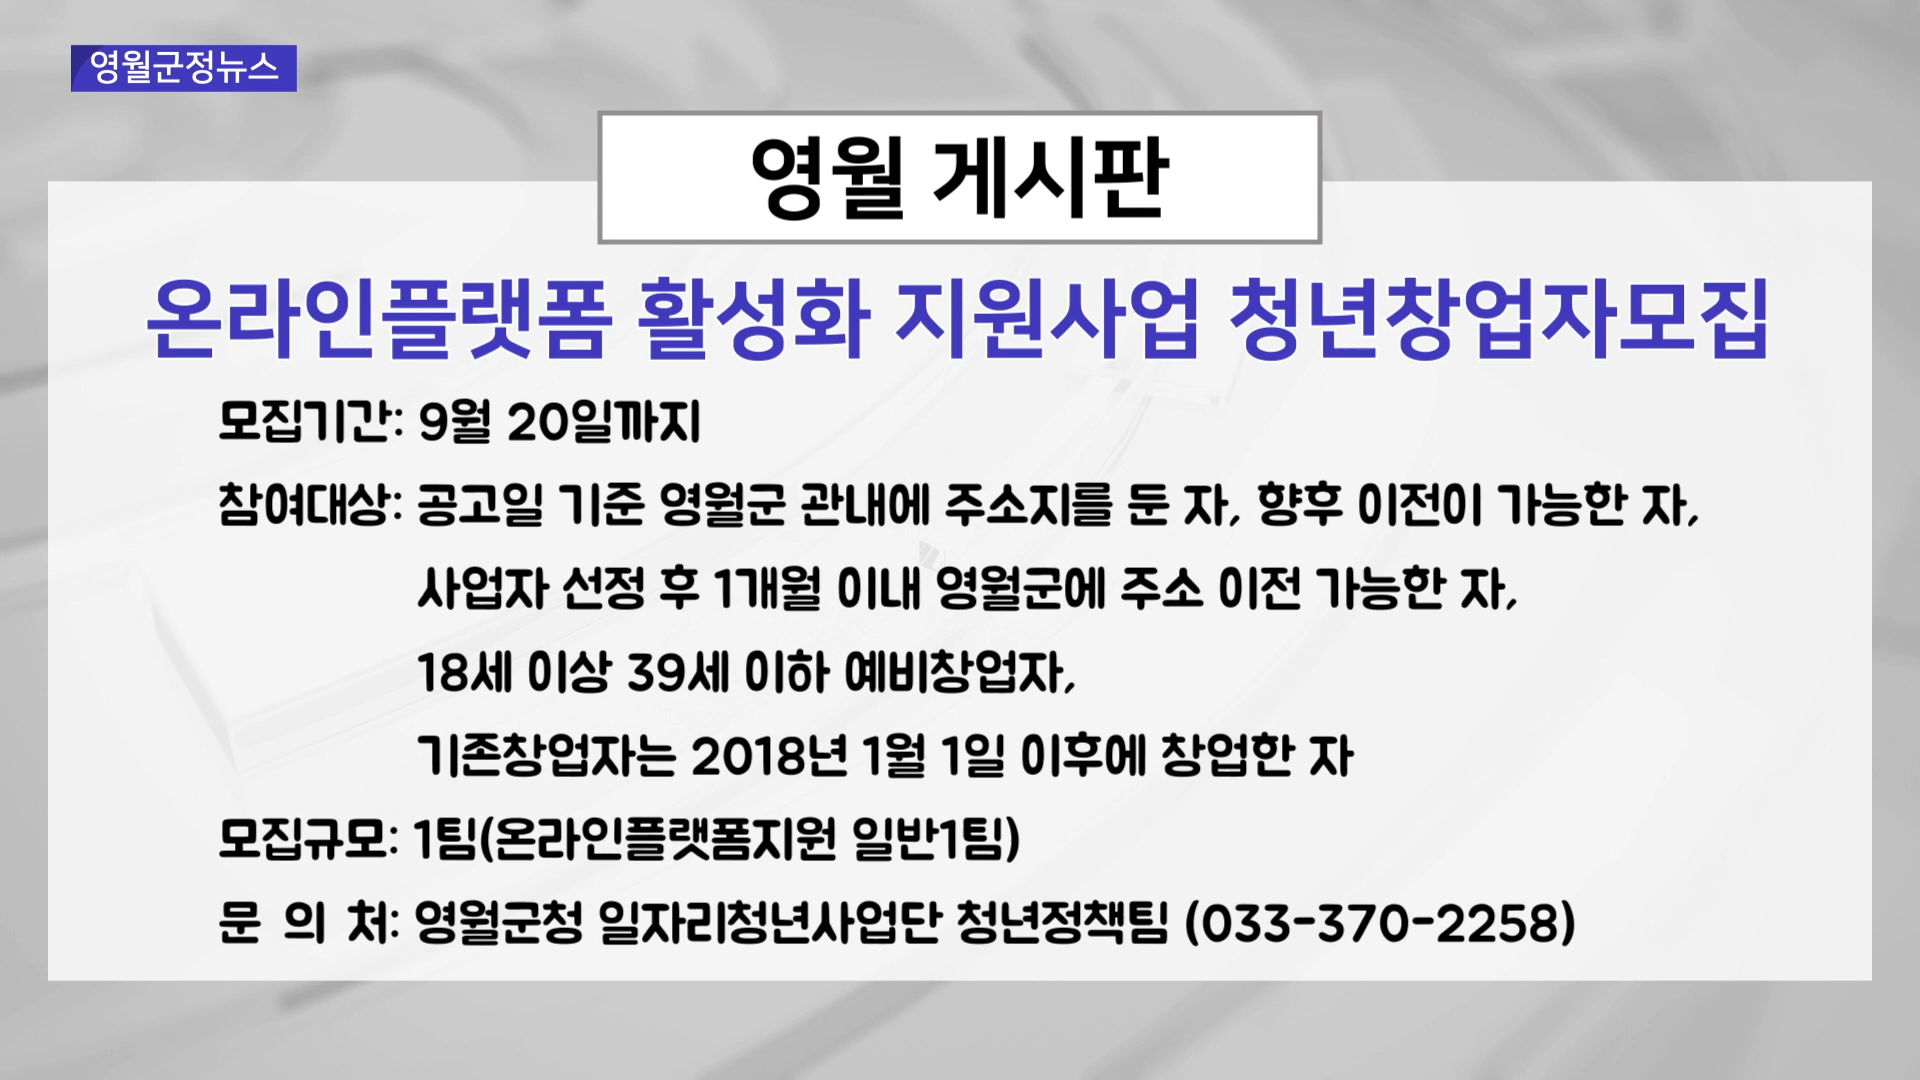 영월군정뉴스
영월 게시판
온라인플랫폼 활성화 지원사업 청년창업자모집
모집기간: 9월 20일까지
참여대상: 공고일 기준 영월군 관내에 주소지를 둔 자, 향후 이전이 가능한 자,
사업자 선정 후 1개월 이내 영월군에 주소 이전 가능한 자,
18세 이상 39세 이하 예비창업자,
기존창업자는 2018년 1월 1일 이후에 창업한 자
모집규모: 1팀(온라인플랫폼지원 일반1팀)
문 의 처: 영월군청 일자리청년사업단 청년정책팀 (033-370-2258)